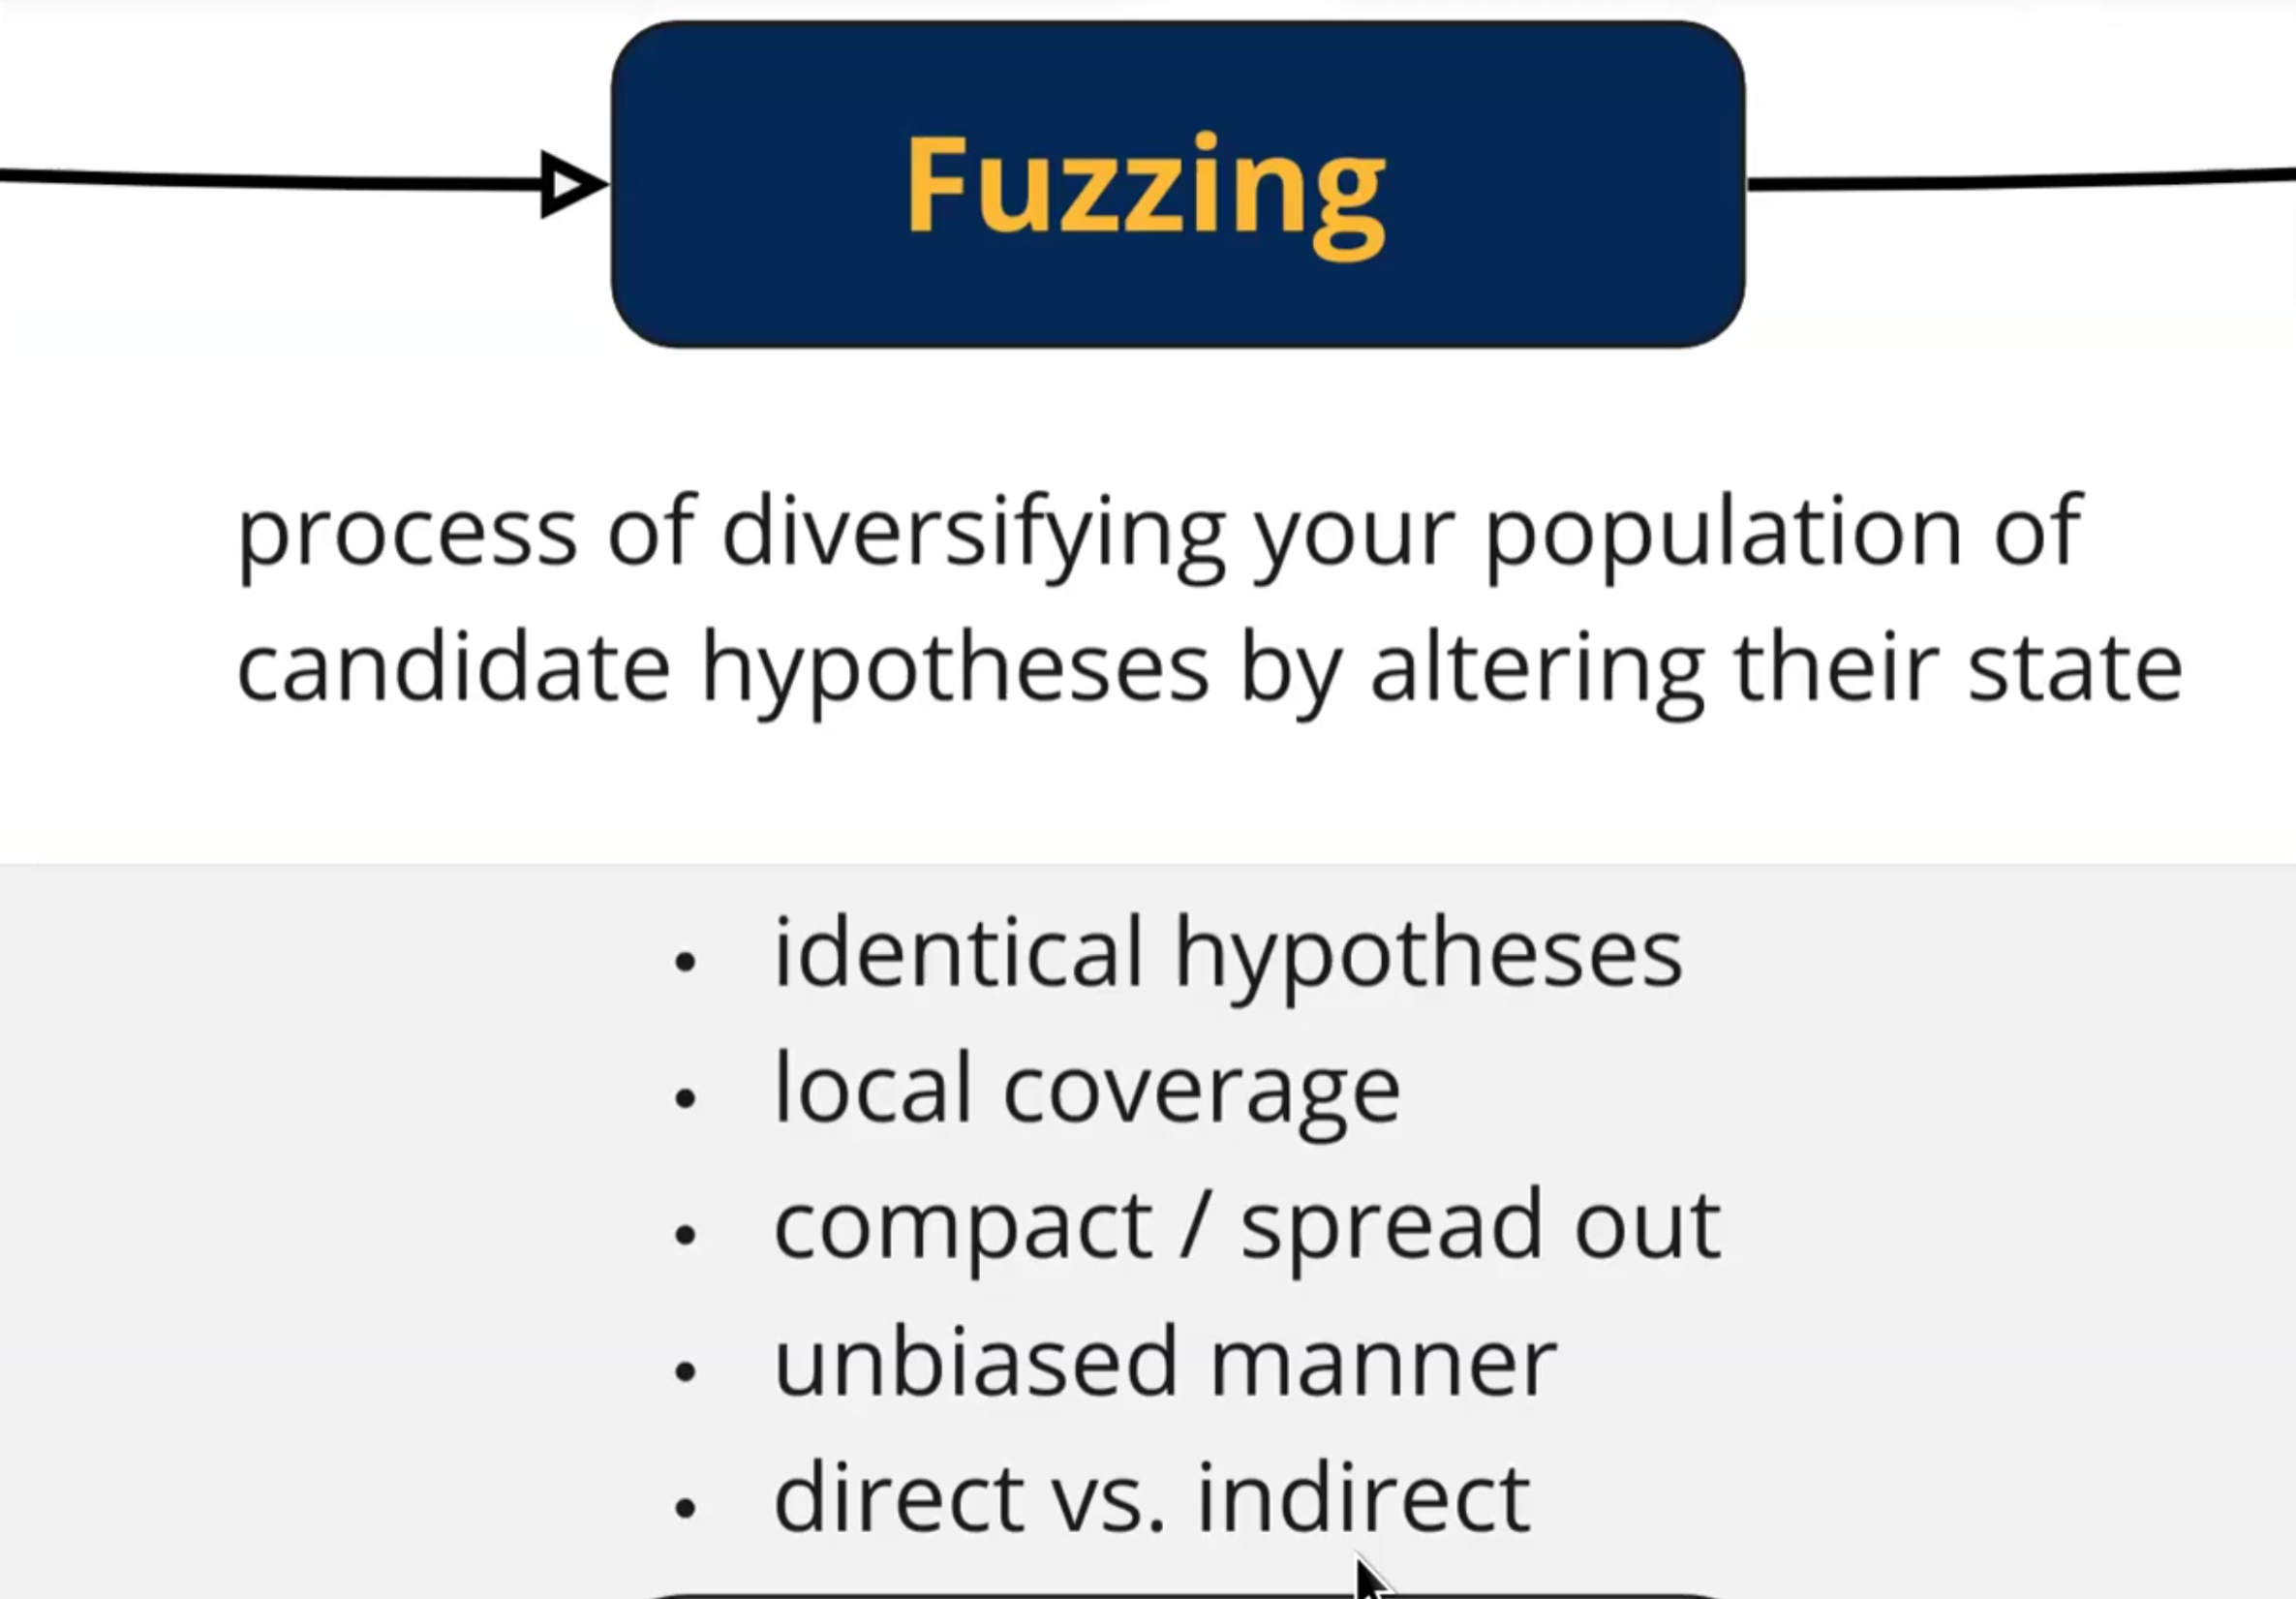 Fuzzing
process of diversifying your population of
candidate hypotheses by altering their state
• identical hypotheses
• local coverage
• compact / spread out
• unbiased manner
• direct vs. indirect